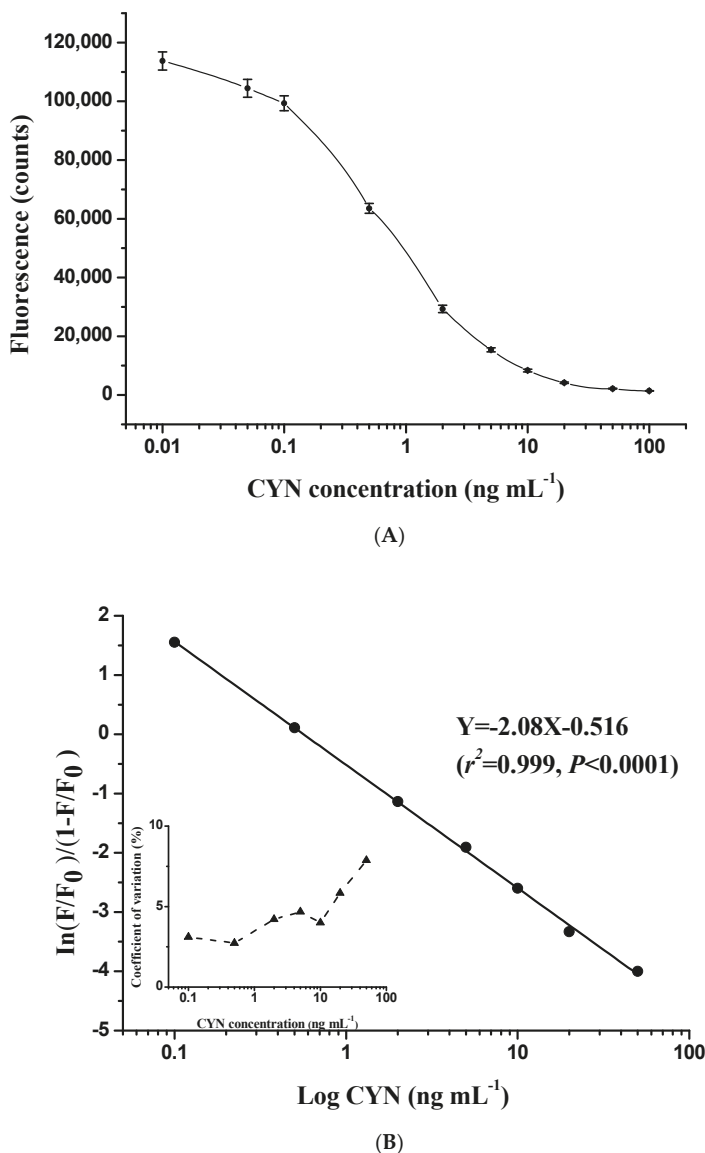 120,000
100,000
80,000
60,000
40,000
20,000
0
Fluorescence (counts)
0.01 0.1 1 10 100
CYN concentration (ng mL⁻¹)
(A)
2
1
0
-1
-2
-3
-4
-5
In(F/F₀)/(1-F/F₀)
Y=-2.08X-0.516
(r²=0.999, P<0.0001)
10
5
0
Coefficient of variation (%)
0.1 1 10 100
CYN concentration (ng mL⁻¹)
0.1 1 10 100
Log CYN (ng mL⁻¹)
(B)